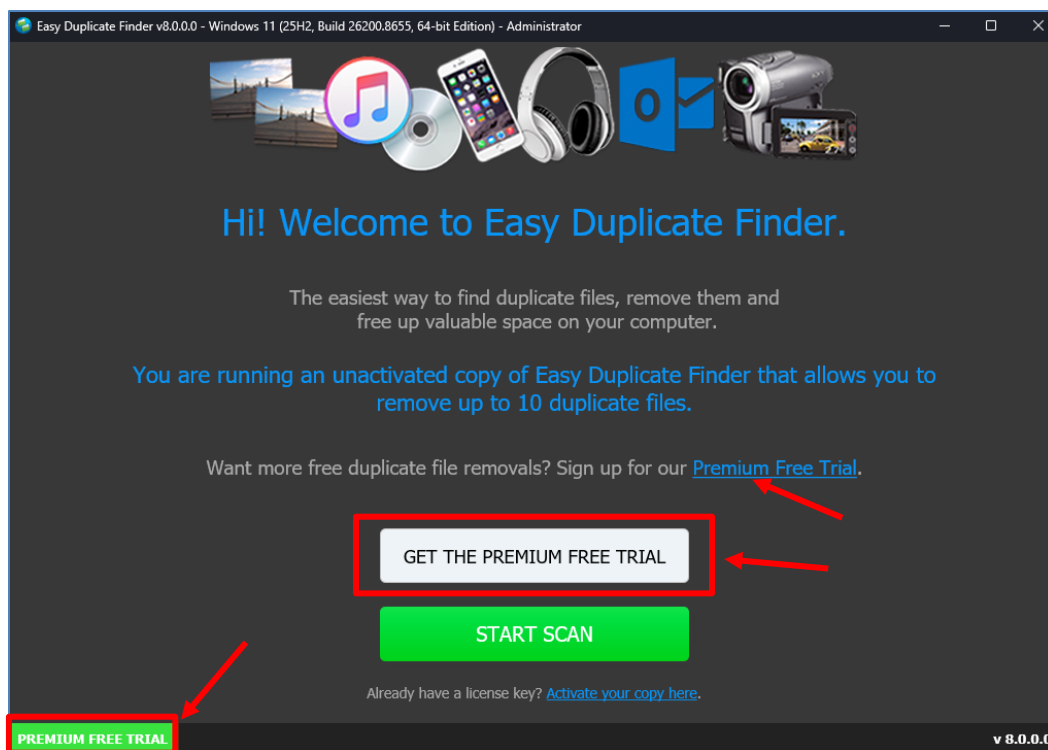 Easy Duplicate Finder v8.0.0.0 - Windows 11 (25H2, Build 26200.8655, 64-bit Edition) - Administrator
Hi! Welcome to Easy Duplicate Finder.
The easiest way to find duplicate files, remove them and
free up valuable space on your computer.
You are running an unactivated copy of Easy Duplicate Finder that allows you to
remove up to 10 duplicate files.
Want more free duplicate file removals? Sign up for our Premium Free Trial.
GET THE PREMIUM FREE TRIAL
START SCAN
Already have a license key? Activate your copy here.
PREMIUM FREE TRIAL
v 8.0.0.0